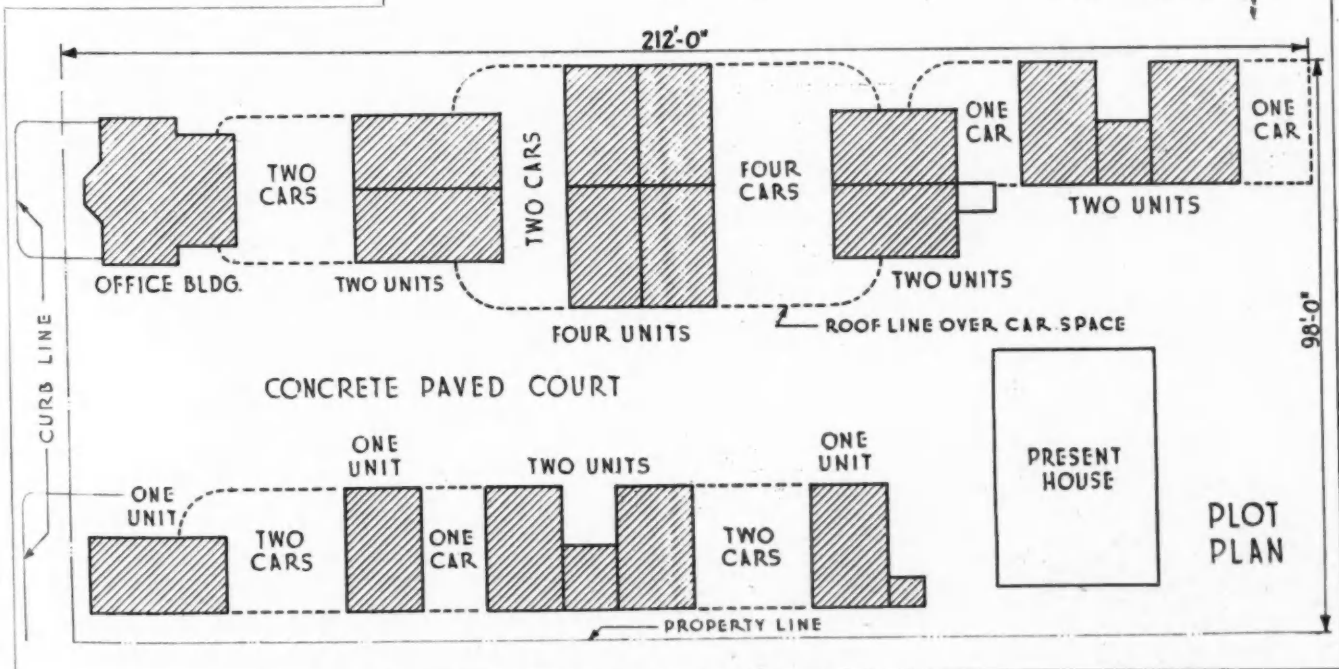 212'-0"
ONE
CAR
ONE
CAR
TWO
CARS
TWO CARS
FOUR
CARS
TWO UNITS
OFFICE BLDG.
TWO UNITS
TWO UNITS
FOUR UNITS
ROOF LINE OVER CAR SPACE
98'-0"
CURB LINE
CONCRETE PAVED COURT
ONE
UNIT
ONE
UNIT
TWO UNITS
ONE
UNIT
PRESENT
HOUSE
TWO
CARS
ONE
CAR
TWO
CARS
PLOT
PLAN
PROPERTY LINE